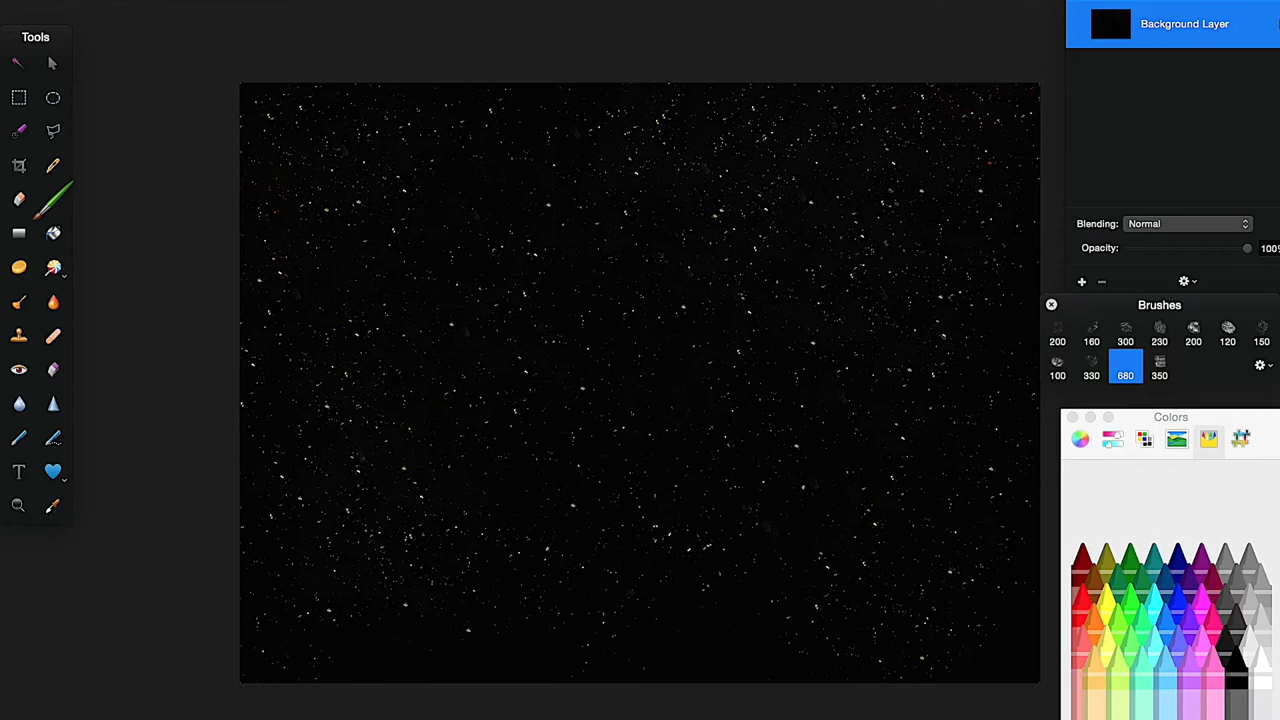 Tools
Background Layer
Blending: Normal
Opacity: 100%
Brushes
200 160 300 230 200 120 150
100 330 680 350
Colors
T